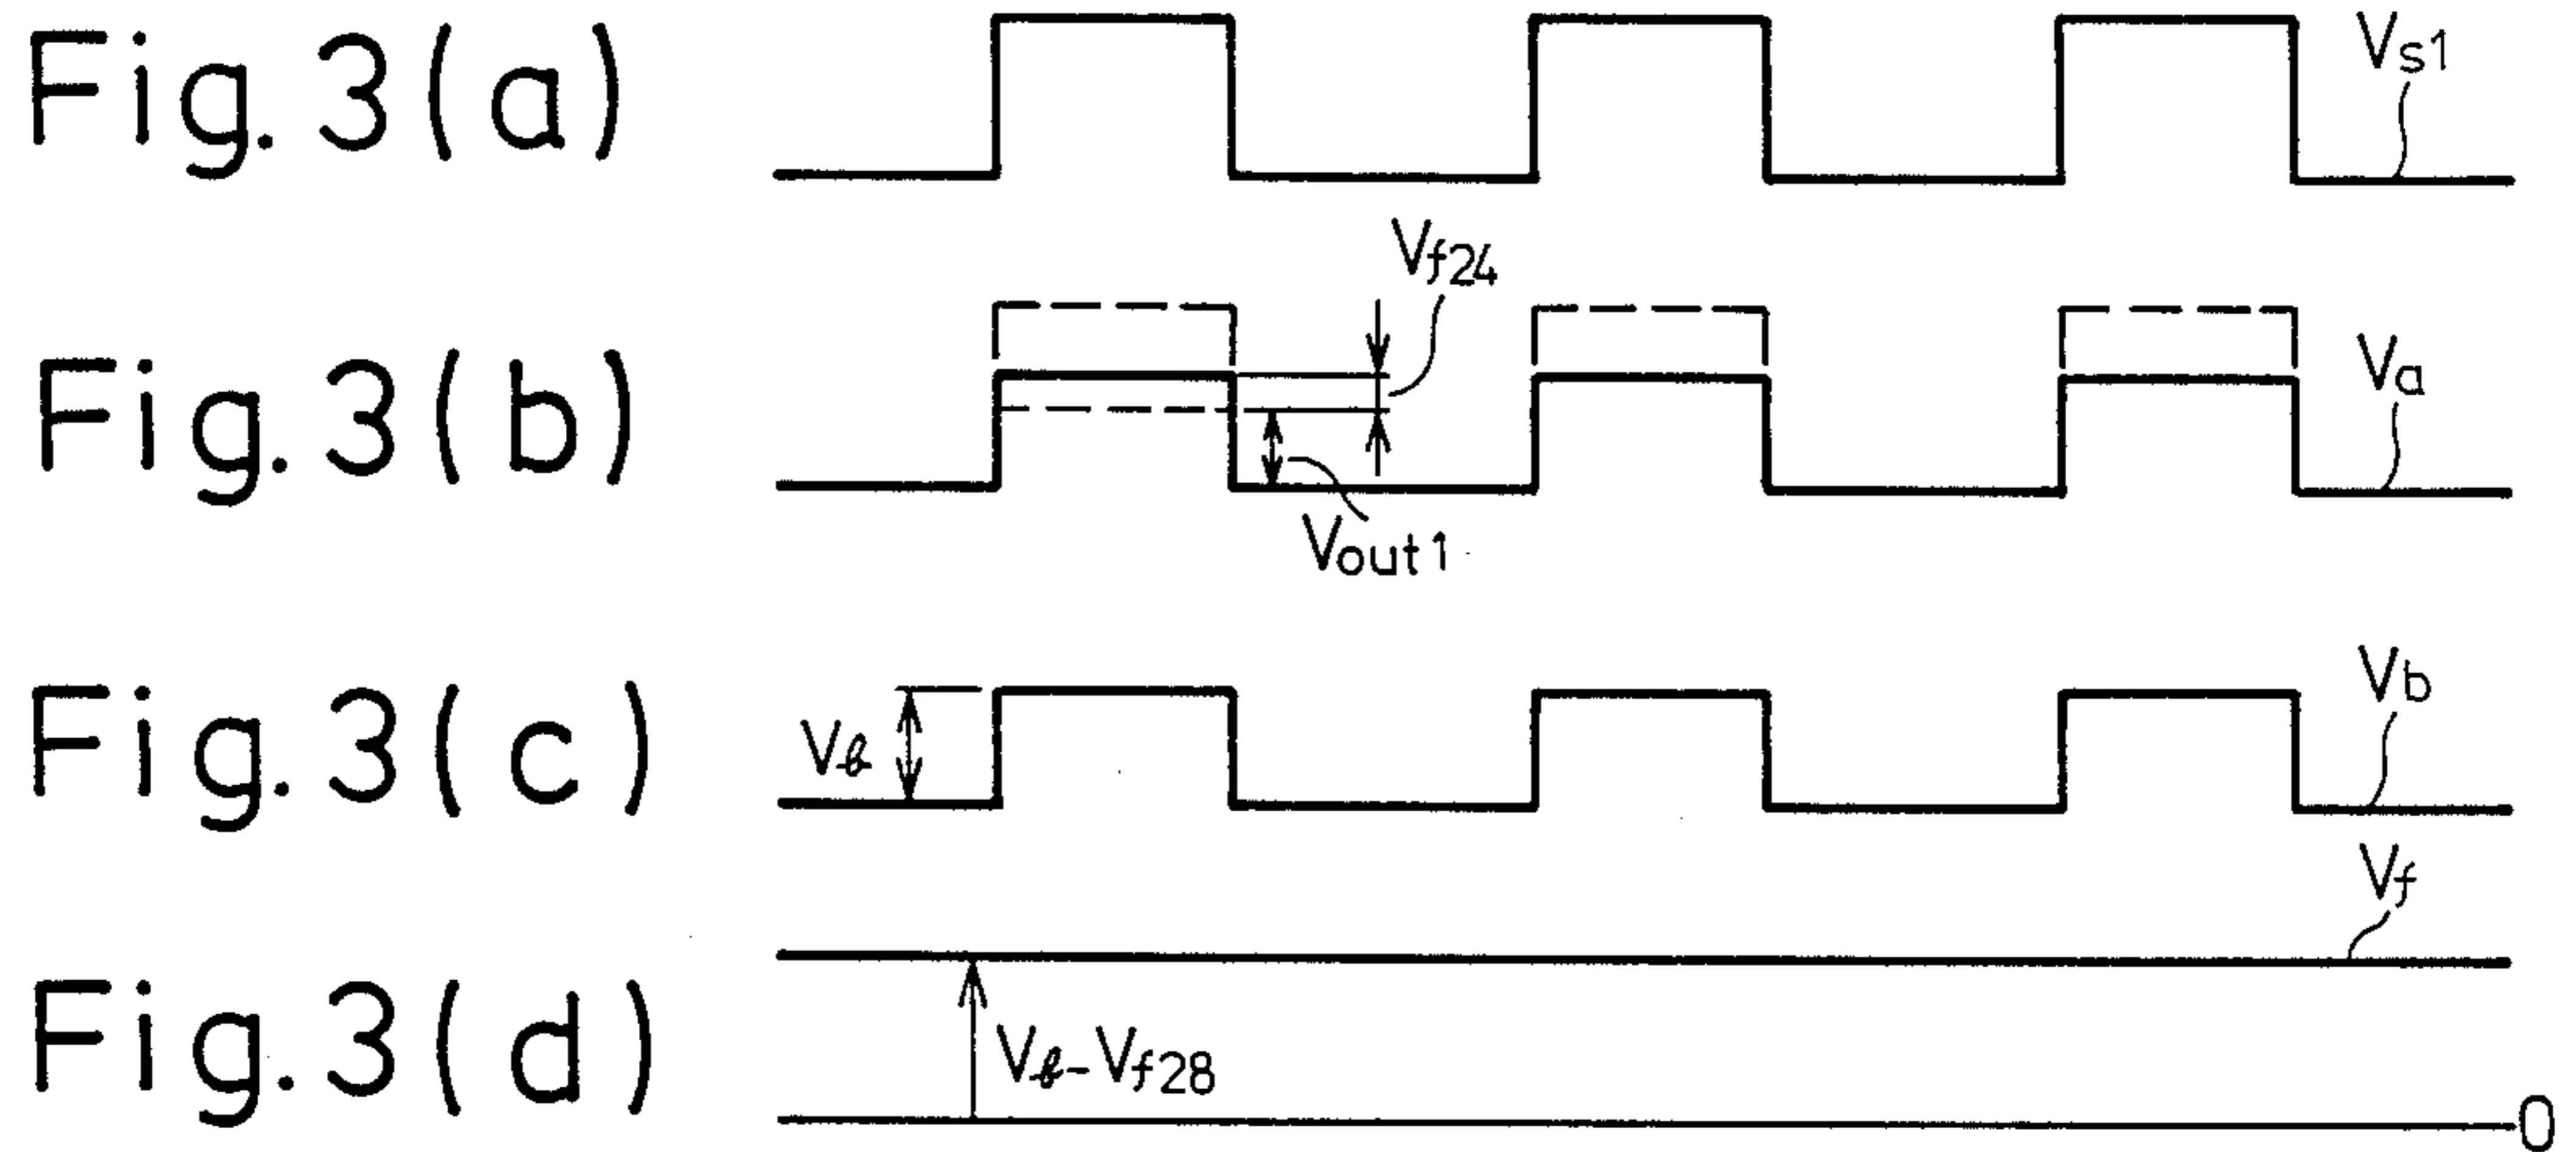 Fig. 3(a)
Vs1
Vf24
Fig. 3(b)
Va
Vout1
Fig. 3(c)
Vb
Vℓ
Vf
Fig. 3(d)
Vℓ-Vf28
0